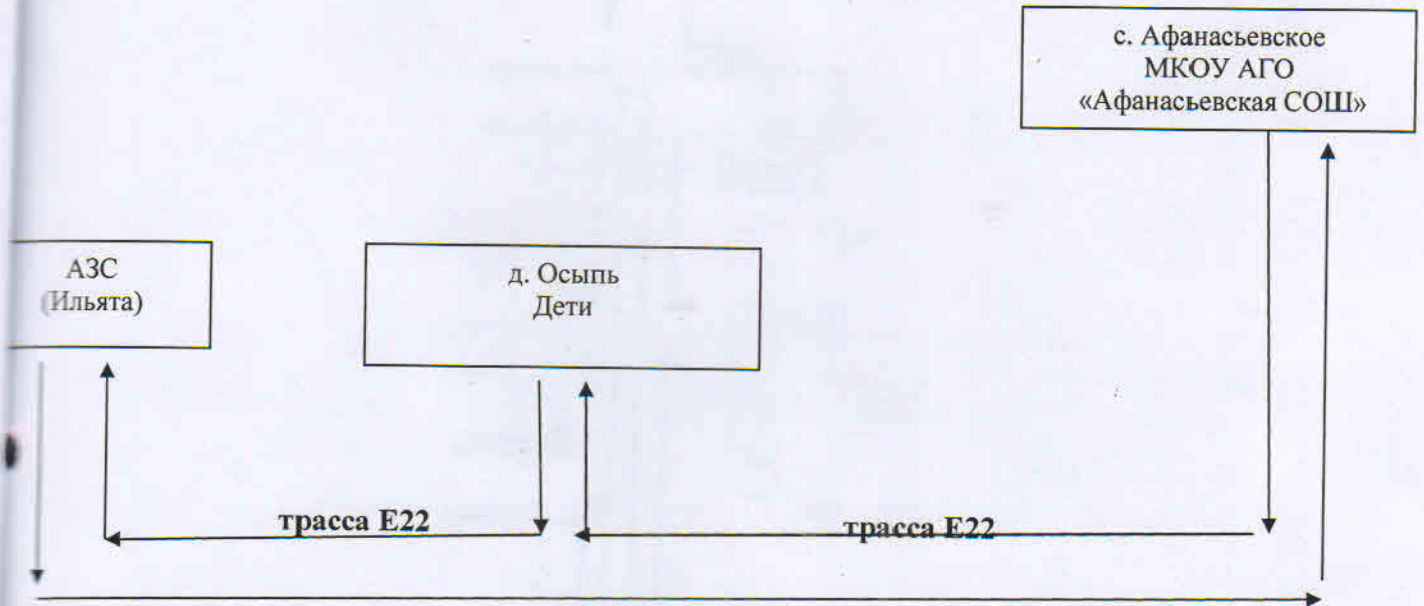 с. Афанасьевское
МКОУ АГО
«Афанасьевская СОШ»
АЗС
(Ильята)
д. Осыпь
Дети
трасса Е22
трасса Е22